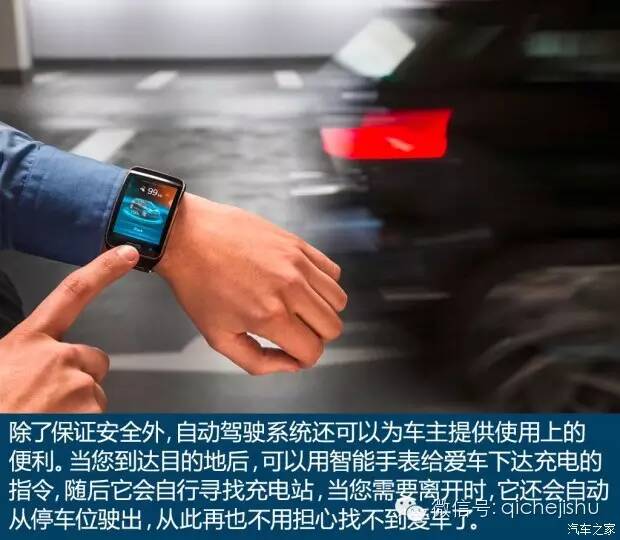 99
除了保证安全外,自动驾驶系统还可以为车主提供使用上的
便利。当您到达目的地后,可以用智能手表给爱车下达充电的
指令,随后它会自行寻找充电站,当您需要离开时,它还会自动
从停车位驶出,从此再也不用担心找不到爱车了。
微信号: qichejishu
汽车之家